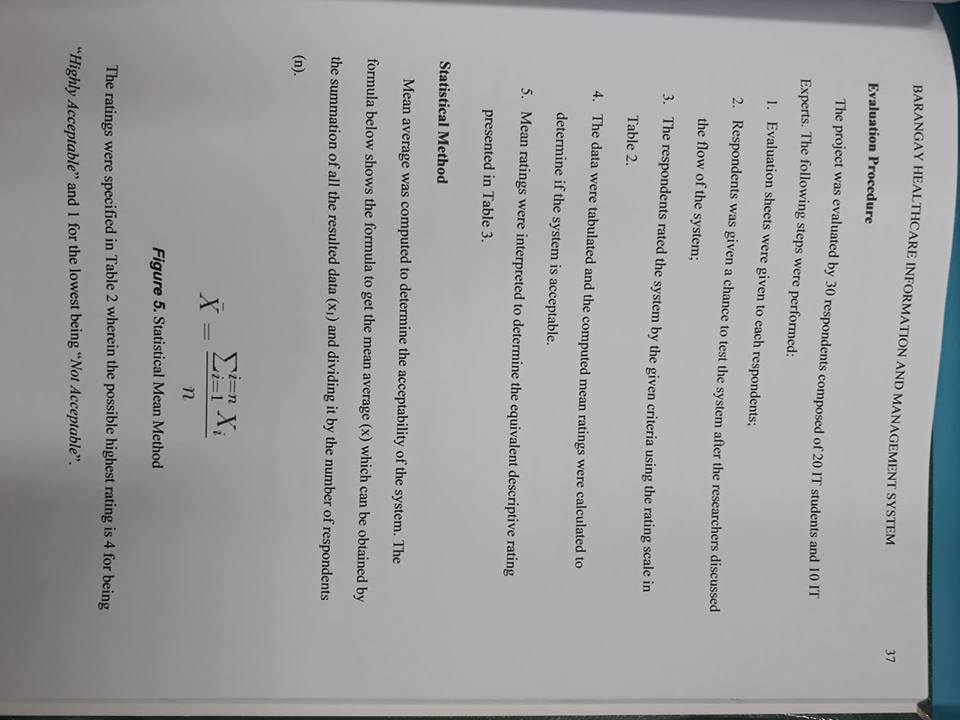 BARANGAY HEALTHCARE INFORMATION AND MANAGEMENT SYSTEM
37
Evaluation Procedure
The project was evaluated by 30 respondents composed of 20 IT students and 10 IT
Experts. The following steps were performed:
1. Evaluation sheets were given to each respondents;
2. Respondents was given a chance to test the system after the researchers discussed
the flow of the system;
3. The respondents rated the system by the given criteria using the rating scale in
Table 2.
4. The data were tabulated and the computed mean ratings were calculated to
determine if the system is acceptable.
5. Mean ratings were interpreted to determine the equivalent descriptive rating
presented in Table 3.
Statistical Method
Mean average was computed to determine the acceptability of the system. The
formula below shows the formula to get the mean average (x) which can be obtained by
the summation of all the resulted data (x₁) and dividing it by the number of respondents
(n).
X̄ = ∑ᵢ₌₁ⁱ⁼ⁿ Xᵢ / n
Figure 5. Statistical Mean Method
The ratings were specified in Table 2 wherein the possible highest rating is 4 for being
“Highly Acceptable” and 1 for the lowest being “Not Acceptable”.